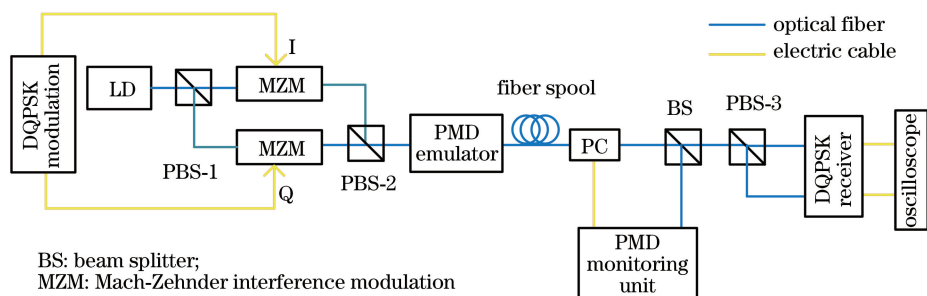 optical fiber
electric cable
I
DQPSK
modulation
LD
MZM
MZM
PBS-1
Q
PBS-2
PMD
emulator
fiber spool
PC
BS
PBS-3
DQPSK
receiver
oscilloscope
PMD
monitoring
unit
BS: beam splitter;
MZM: Mach-Zehnder interference modulation